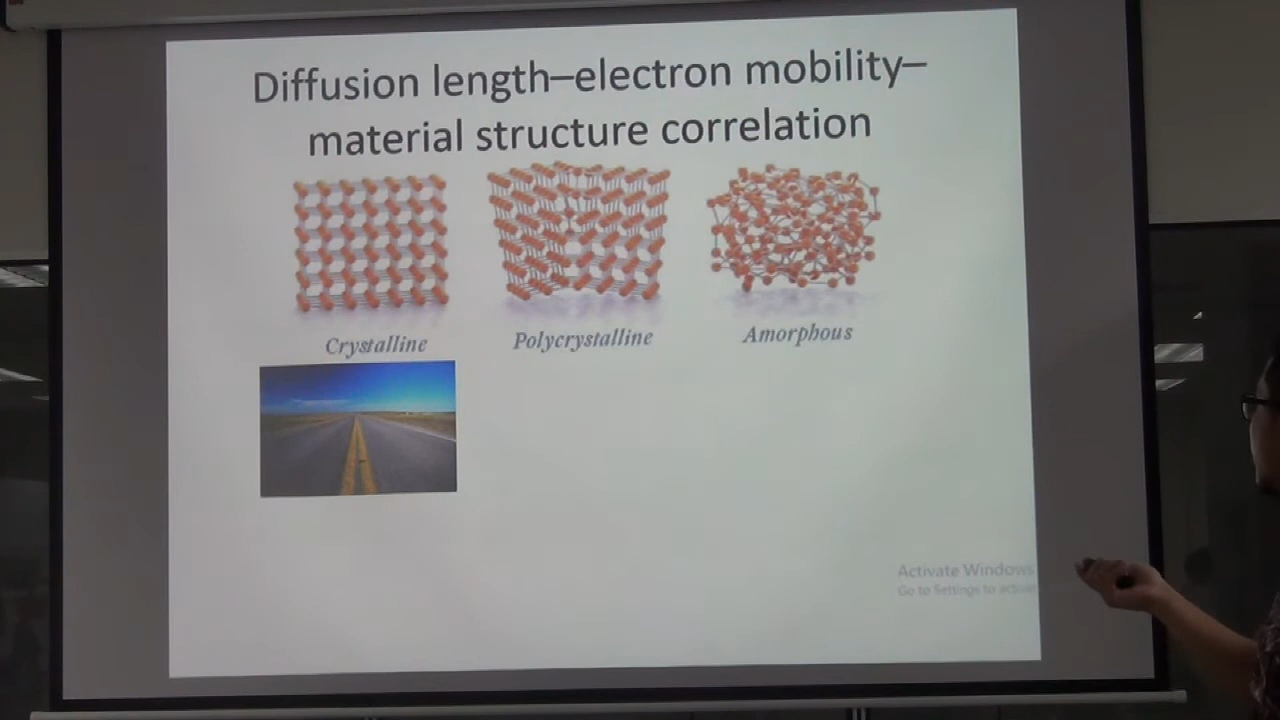 Diffusion length–electron mobility–
material structure correlation
Crystalline
Polycrystalline
Amorphous
Activate Windows
Go to Settings to activate